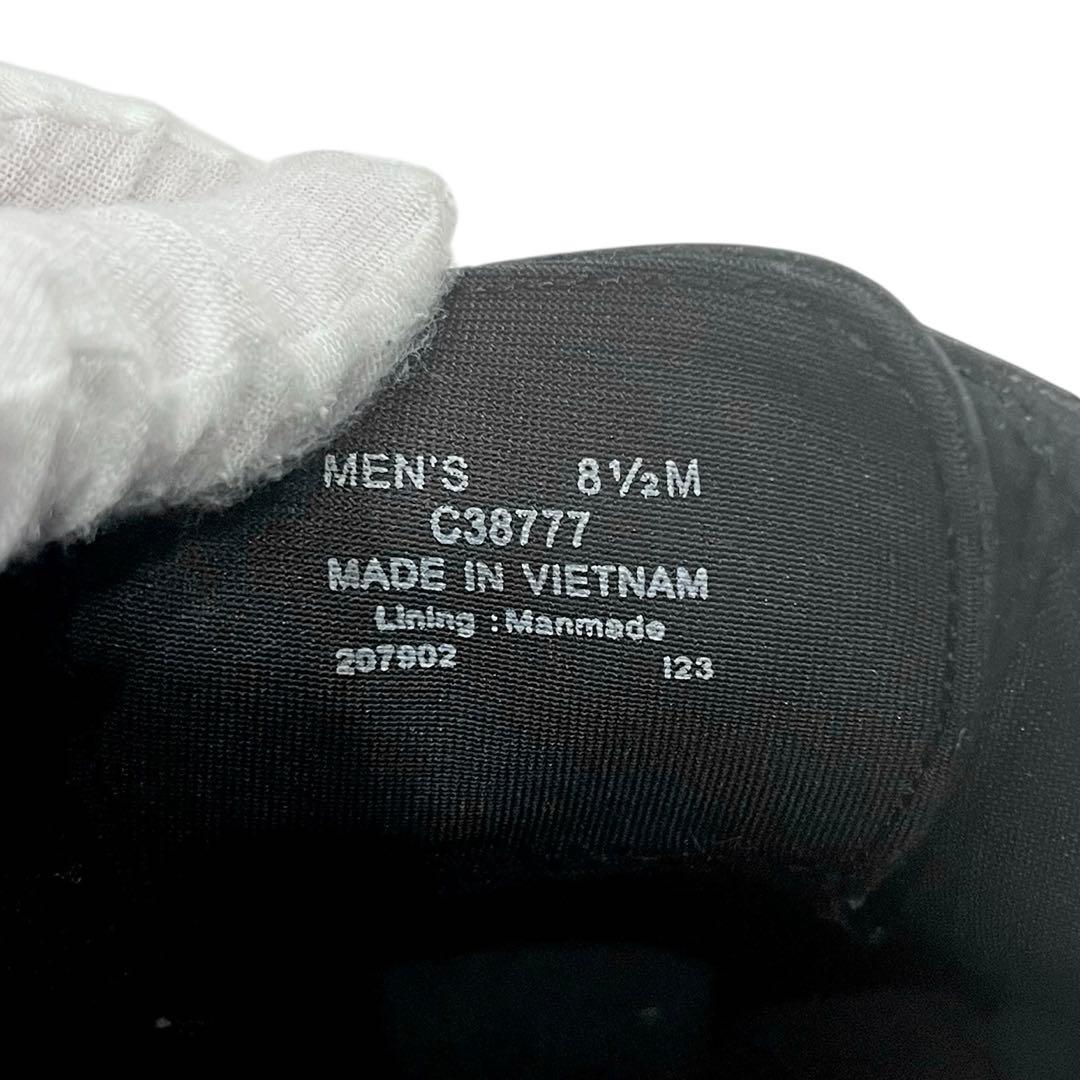 MEN'S 8½M
C38777
MADE IN VIETNAM
Lining :Manmade
207902 123